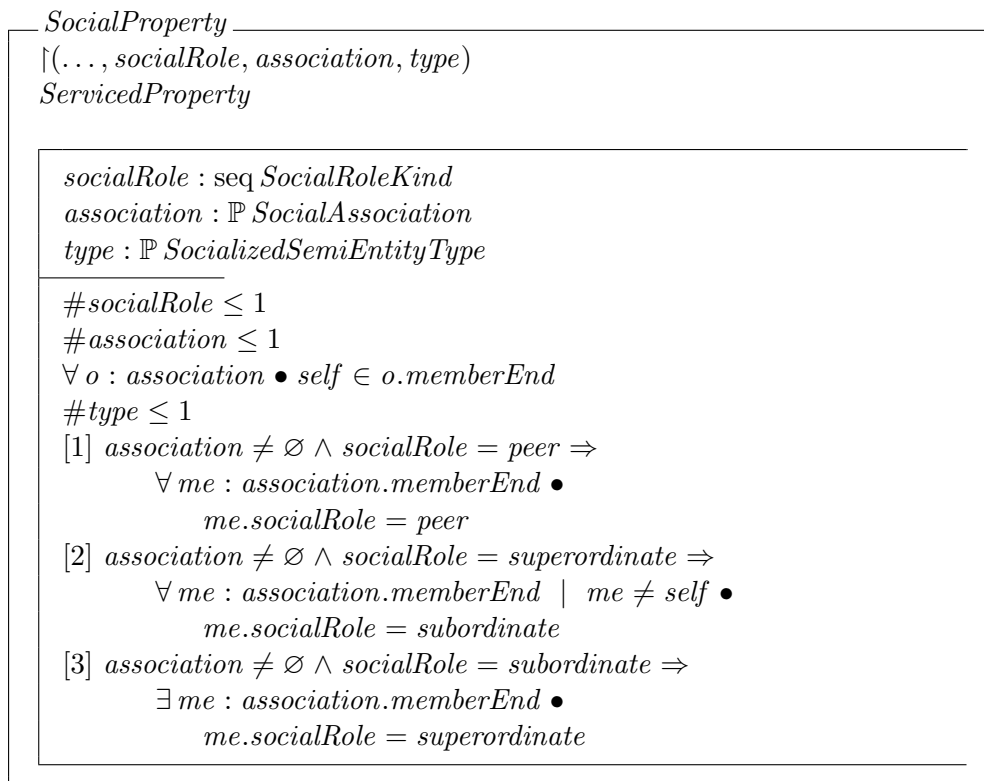 SocialProperty
↾(…, socialRole, association, type)
ServicedProperty
socialRole : seq SocialRoleKind
association : ℙ SocialAssociation
type : ℙ SocializedSemiEntityType
#socialRole ≤ 1
#association ≤ 1
∀ o : association • self ∈ o.memberEnd
#type ≤ 1
[1] association ≠ ∅ ∧ socialRole = peer ⇒
∀ me : association.memberEnd •
me.socialRole = peer
[2] association ≠ ∅ ∧ socialRole = superordinate ⇒
∀ me : association.memberEnd | me ≠ self •
me.socialRole = subordinate
[3] association ≠ ∅ ∧ socialRole = subordinate ⇒
∃ me : association.memberEnd •
me.socialRole = superordinate